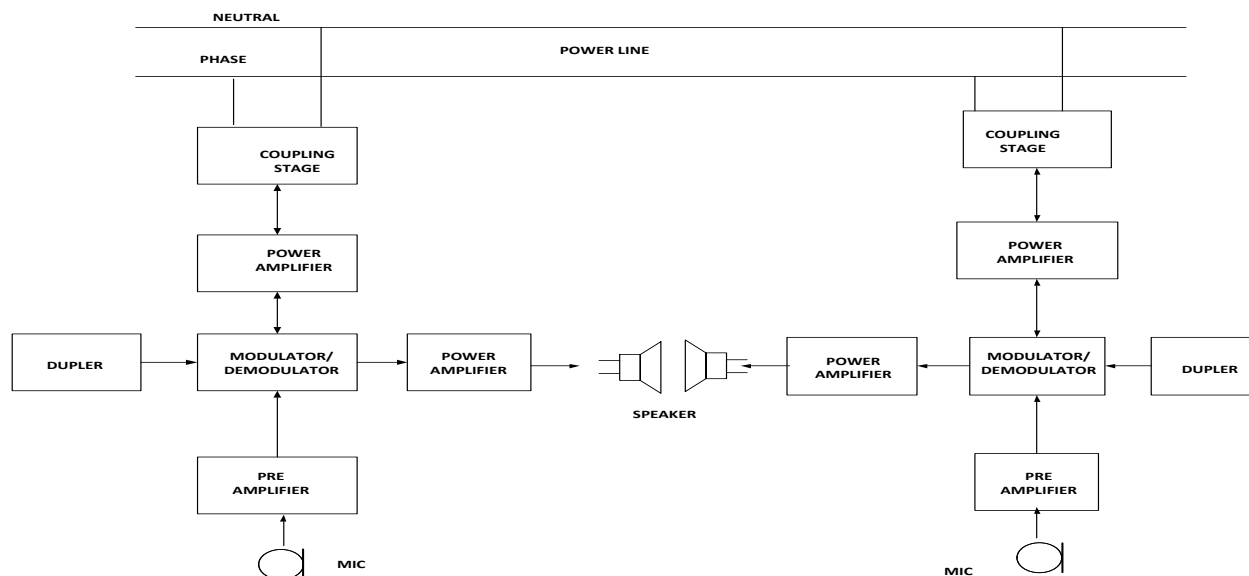 NEUTRAL
POWER LINE
PHASE
COUPLING
STAGE
COUPLING
STAGE
POWER
AMPLIFIER
POWER
AMPLIFIER
DUPLER
MODULATOR/
DEMODULATOR
POWER
AMPLIFIER
SPEAKER
POWER
AMPLIFIER
MODULATOR/
DEMODULATOR
DUPLER
PRE
AMPLIFIER
PRE
AMPLIFIER
MIC
MIC